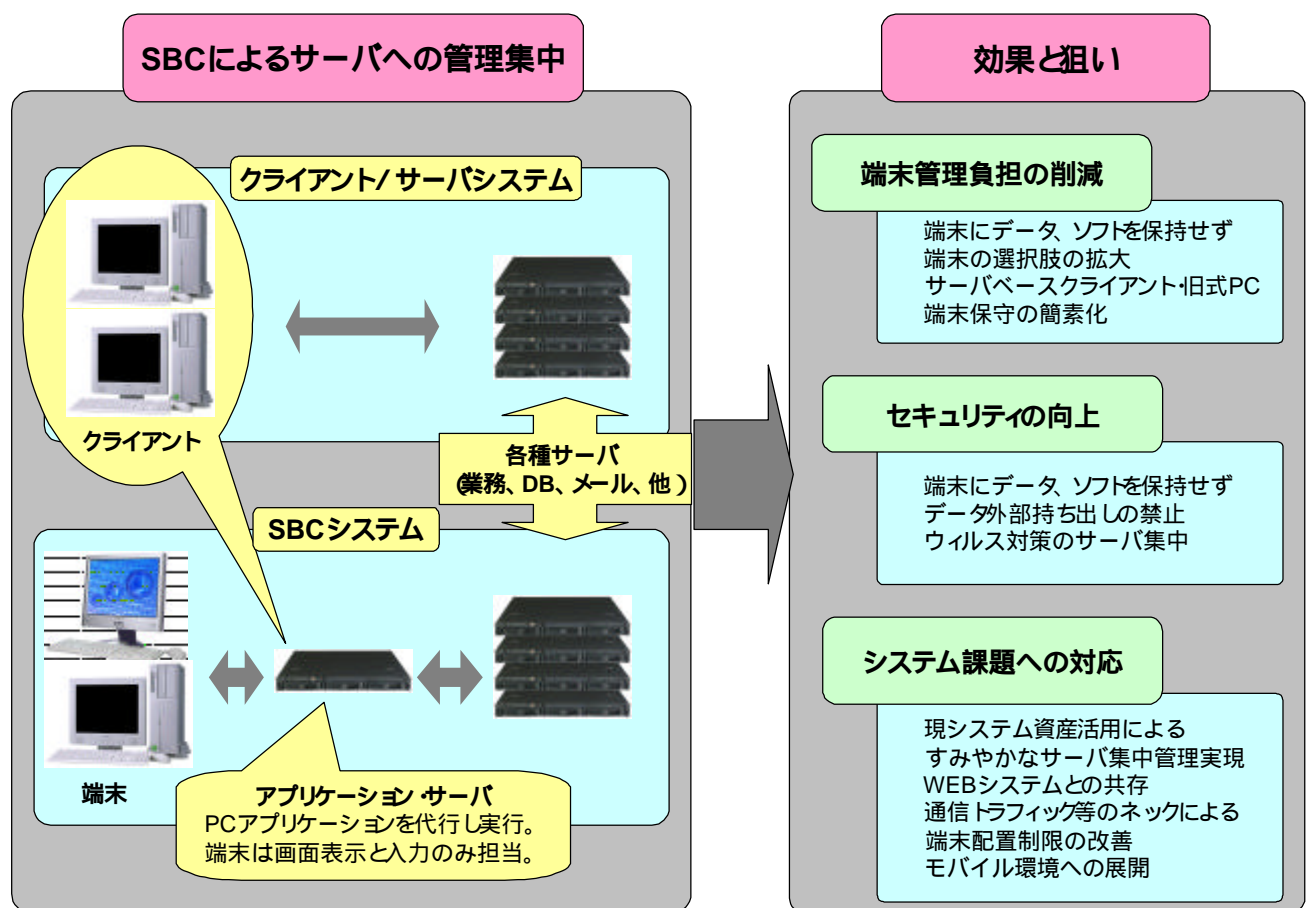 SBCによるサーバへの管理集中
クライアント/サーバシステム
クライアント
各種サーバ
(業務、DB、メール、他)
SBCシステム
端末
アプリケーション・サーバ
PCアプリケーションを代行し実行。
端末は画面表示と入力のみ担当。
効果と狙い
端末管理負担の削減
端末にデータ、ソフトを保持せず
端末の選択肢の拡大
サーバベースクライアント・旧式PC
端末保守の簡素化
セキュリティの向上
端末にデータ、ソフトを保持せず
データ外部持ち出しの禁止
ウィルス対策のサーバ集中
システム課題への対応
現システム資産活用による
すみやかなサーバ集中管理実現
WEBシステムとの共存
通信トラフィック等のネックによる
端末配置制限の改善
モバイル環境への展開